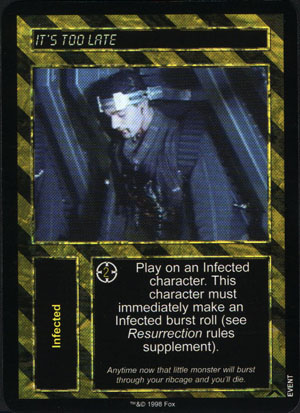 IT'S TOO LATE
Infected
2
Play on an Infected
character. This
character must
immediately make an
Infected burst roll (see
Resurrection rules
supplement).
Anytime now that little monster will burst
through your ribcage and you'll die.
™&© 1998 Fox
EVENT